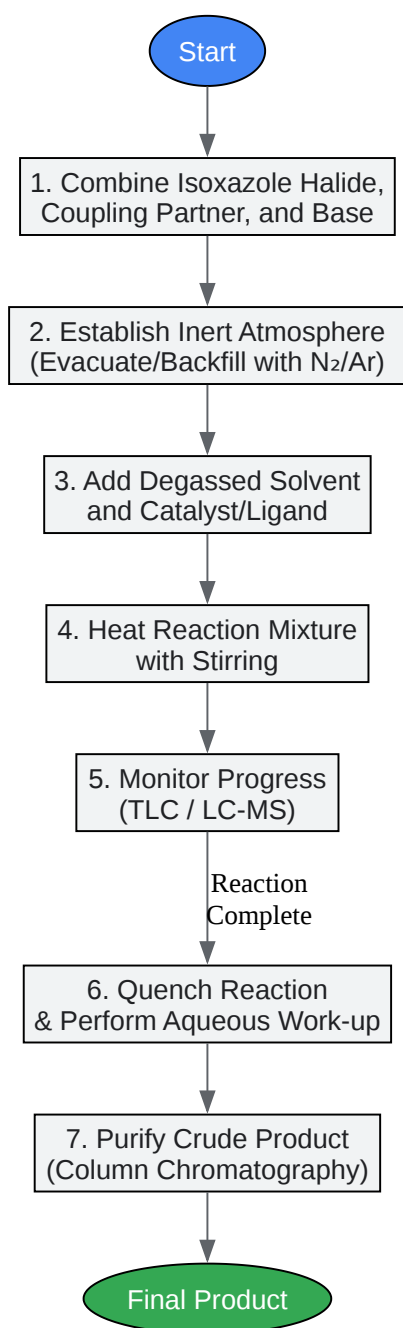 Start
1. Combine Isoxazole Halide,
Coupling Partner, and Base
2. Establish Inert Atmosphere
(Evacuate/Backfill with N₂/Ar)
3. Add Degassed Solvent
and Catalyst/Ligand
4. Heat Reaction Mixture
with Stirring
5. Monitor Progress
(TLC / LC-MS)
Reaction
Complete
6. Quench Reaction
& Perform Aqueous Work-up
7. Purify Crude Product
(Column Chromatography)
Final Product